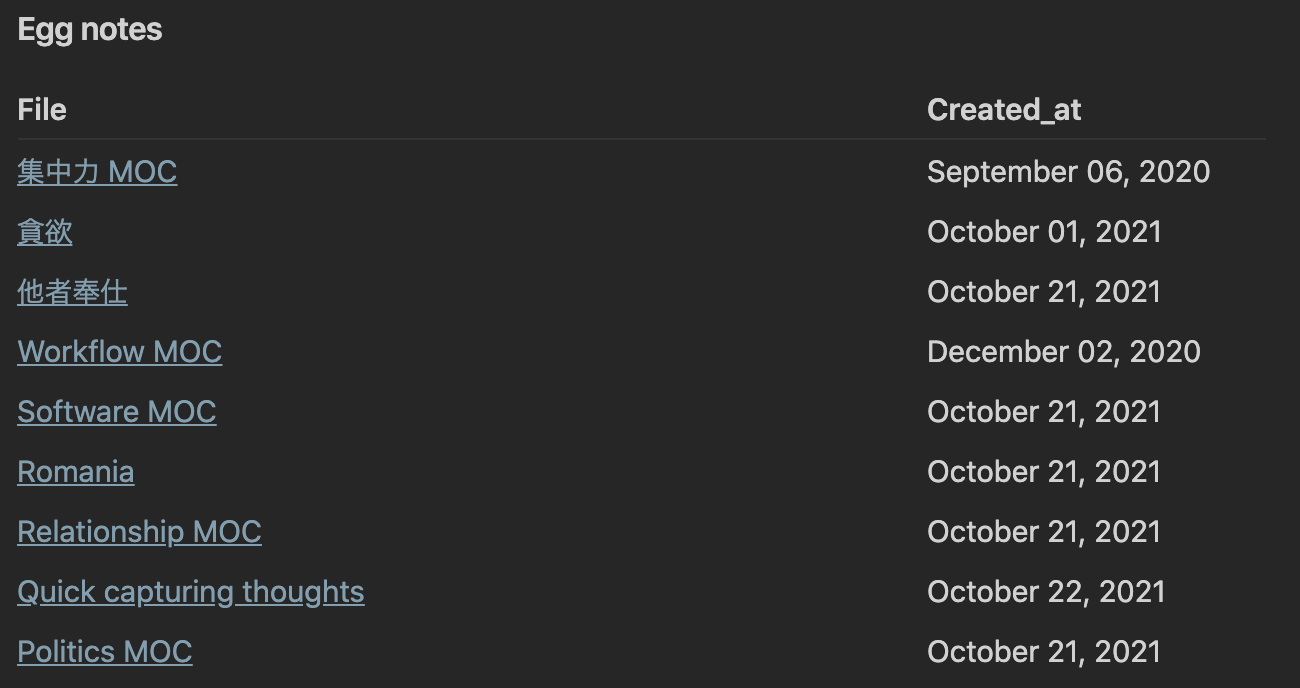 Egg notes
File Created_at
集中力 MOC September 06, 2020
貪欲 October 01, 2021
他者奉仕 October 21, 2021
Workflow MOC December 02, 2020
Software MOC October 21, 2021
Romania October 21, 2021
Relationship MOC October 21, 2021
Quick capturing thoughts October 22, 2021
Politics MOC October 21, 2021